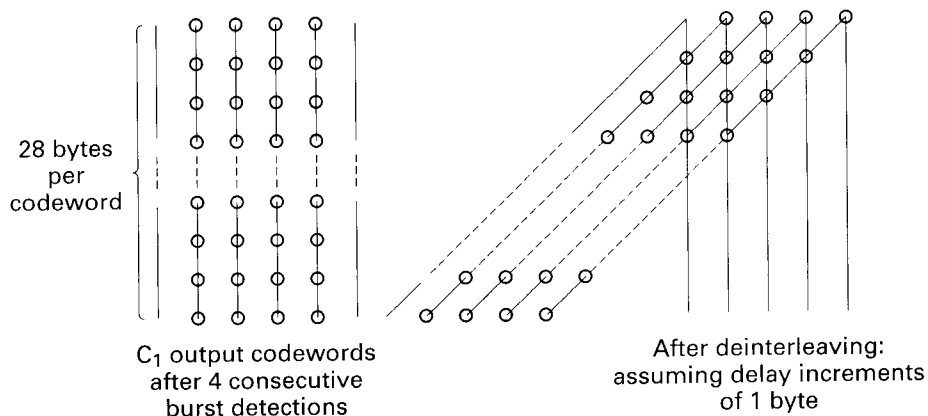 28 bytes
per
codeword
C₁ output codewords
after 4 consecutive
burst detections
After deinterleaving:
assuming delay increments
of 1 byte